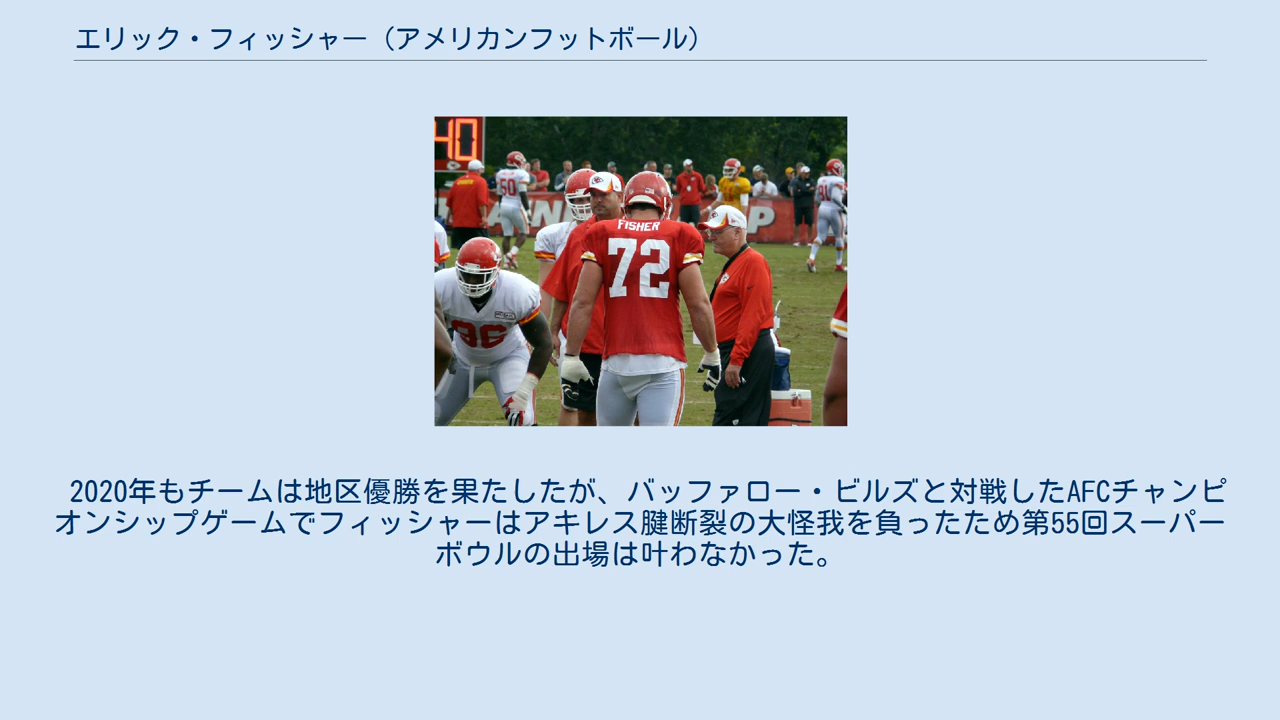 エリック・フィッシャー（アメリカンフットボール）
40
50
FISHER
72
96
2020年もチームは地区優勝を果たしたが、バッファロー・ビルズと対戦したAFCチャンピ
オンシップゲームでフィッシャーはアキレス腱断裂の大怪我を負ったため第55回スーパー
ボウルの出場は叶わなかった。